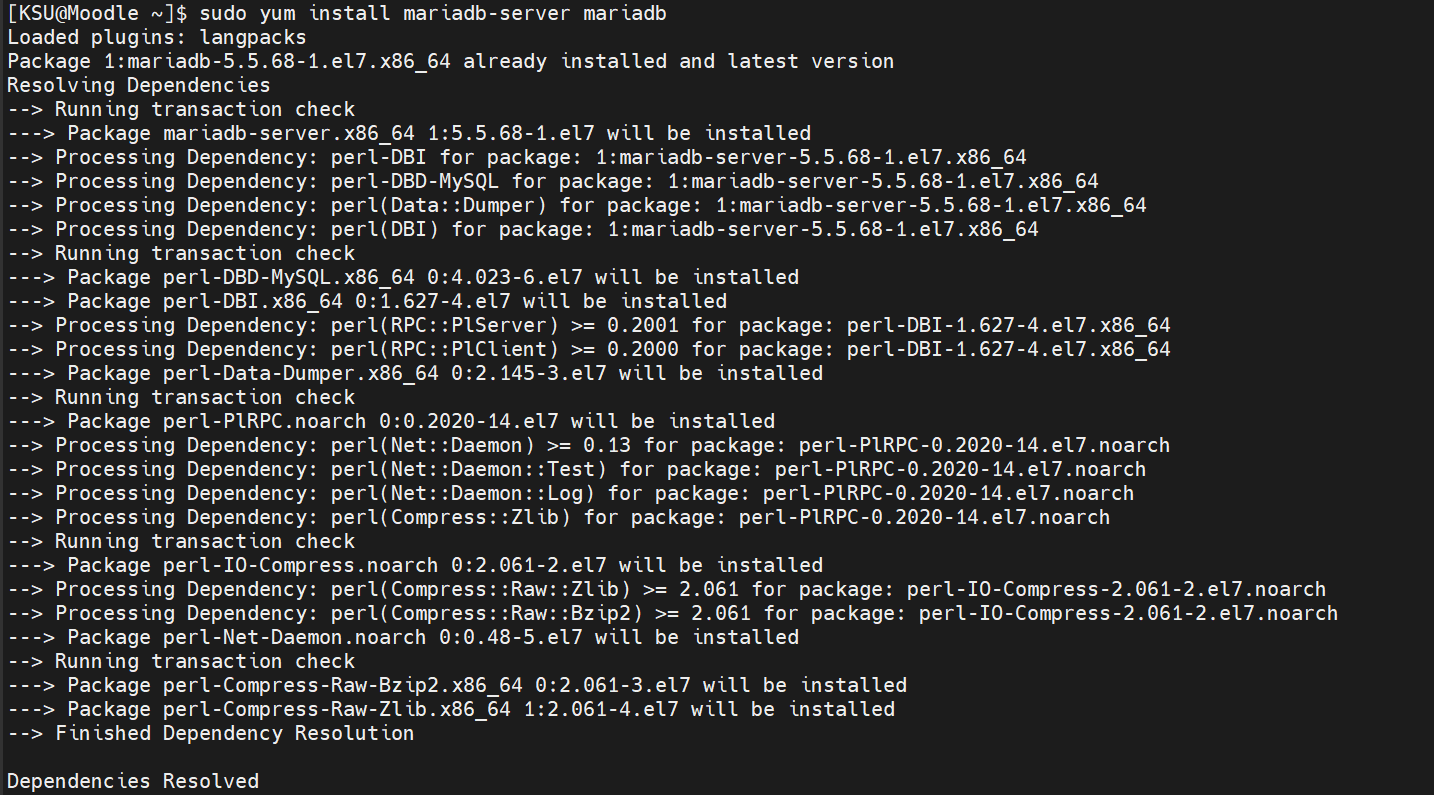 [KSU@Moodle ~]$ sudo yum install mariadb-server mariadb
Loaded plugins: langpacks
Package 1:mariadb-5.5.68-1.el7.x86_64 already installed and latest version
Resolving Dependencies
--> Running transaction check
---> Package mariadb-server.x86_64 1:5.5.68-1.el7 will be installed
--> Processing Dependency: perl-DBI for package: 1:mariadb-server-5.5.68-1.el7.x86_64
--> Processing Dependency: perl-DBD-MySQL for package: 1:mariadb-server-5.5.68-1.el7.x86_64
--> Processing Dependency: perl(Data::Dumper) for package: 1:mariadb-server-5.5.68-1.el7.x86_64
--> Processing Dependency: perl(DBI) for package: 1:mariadb-server-5.5.68-1.el7.x86_64
--> Running transaction check
---> Package perl-DBD-MySQL.x86_64 0:4.023-6.el7 will be installed
---> Package perl-DBI.x86_64 0:1.627-4.el7 will be installed
--> Processing Dependency: perl(RPC::PlServer) >= 0.2001 for package: perl-DBI-1.627-4.el7.x86_64
--> Processing Dependency: perl(RPC::PlClient) >= 0.2000 for package: perl-DBI-1.627-4.el7.x86_64
---> Package perl-Data-Dumper.x86_64 0:2.145-3.el7 will be installed
--> Running transaction check
---> Package perl-PlRPC.noarch 0:0.2020-14.el7 will be installed
--> Processing Dependency: perl(Net::Daemon) >= 0.13 for package: perl-PlRPC-0.2020-14.el7.noarch
--> Processing Dependency: perl(Net::Daemon::Test) for package: perl-PlRPC-0.2020-14.el7.noarch
--> Processing Dependency: perl(Net::Daemon::Log) for package: perl-PlRPC-0.2020-14.el7.noarch
--> Processing Dependency: perl(Compress::Zlib) for package: perl-PlRPC-0.2020-14.el7.noarch
--> Running transaction check
---> Package perl-IO-Compress.noarch 0:2.061-2.el7 will be installed
--> Processing Dependency: perl(Compress::Raw::Zlib) >= 2.061 for package: perl-IO-Compress-2.061-2.el7.noarch
--> Processing Dependency: perl(Compress::Raw::Bzip2) >= 2.061 for package: perl-IO-Compress-2.061-2.el7.noarch
---> Package perl-Net-Daemon.noarch 0:0.48-5.el7 will be installed
--> Running transaction check
---> Package perl-Compress-Raw-Bzip2.x86_64 0:2.061-3.el7 will be installed
---> Package perl-Compress-Raw-Zlib.x86_64 1:2.061-4.el7 will be installed
--> Finished Dependency Resolution

Dependencies Resolved